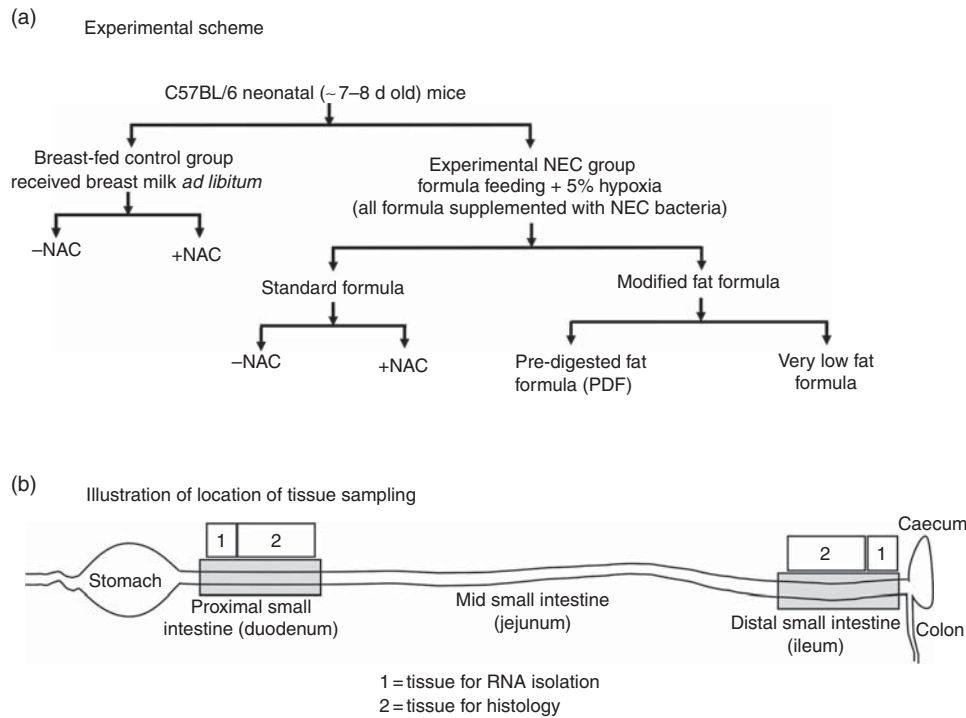 (a)
Experimental scheme
C57BL/6 neonatal (~7–8 d old) mice
Breast-fed control group
received breast milk ad libitum
Experimental NEC group
formula feeding + 5% hypoxia
(all formula supplemented with NEC bacteria)
–NAC
+NAC
Standard formula
Modified fat formula
–NAC
+NAC
Pre-digested fat
formula (PDF)
Very low fat
formula
(b)
Illustration of location of tissue sampling
1
2
2
1
Caecum
Stomach
Proximal small
intestine (duodenum)
Mid small intestine
(jejunum)
Distal small intestine
(ileum)
Colon
1 = tissue for RNA isolation
2 = tissue for histology